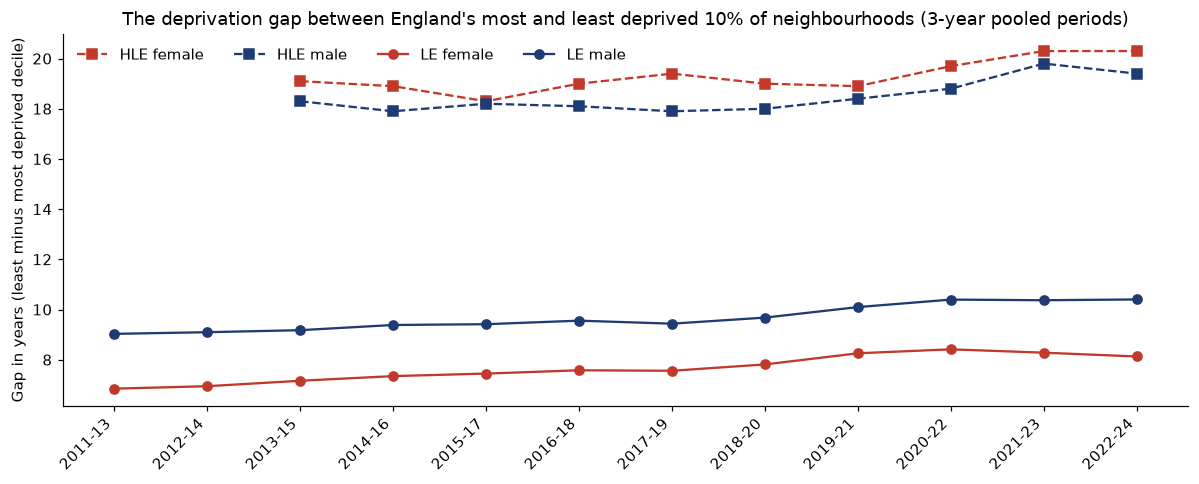 The deprivation gap between England's most and least deprived 10% of neighbourhoods (3-year pooled periods)
HLE female HLE male LE female LE male
Gap in years (least minus most deprived decile)
20
18
16
14
12
10
8
2011-13 2012-14 2013-15 2014-16 2015-17 2016-18 2017-19 2018-20 2019-21 2020-22 2021-23 2022-24